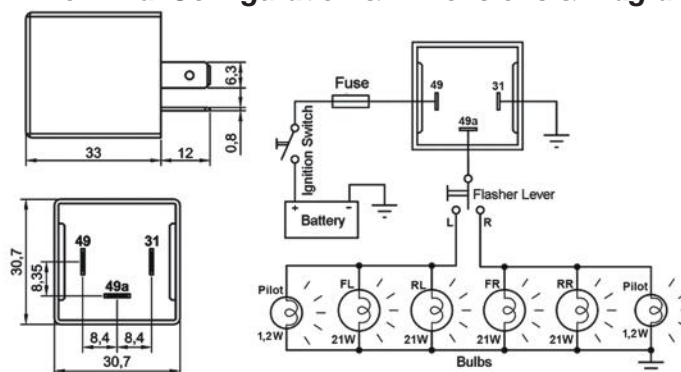 33
12
6,3
0,8
30,7
8,35
49
31
49a
8,4
8,4
30,7
Fuse
49
31
49a
Ignition Switch
Battery
+
-
Flasher Lever
L
R
Pilot
FL
RL
FR
RR
Pilot
1,2W
21W
21W
21W
21W
1,2W
Bulbs